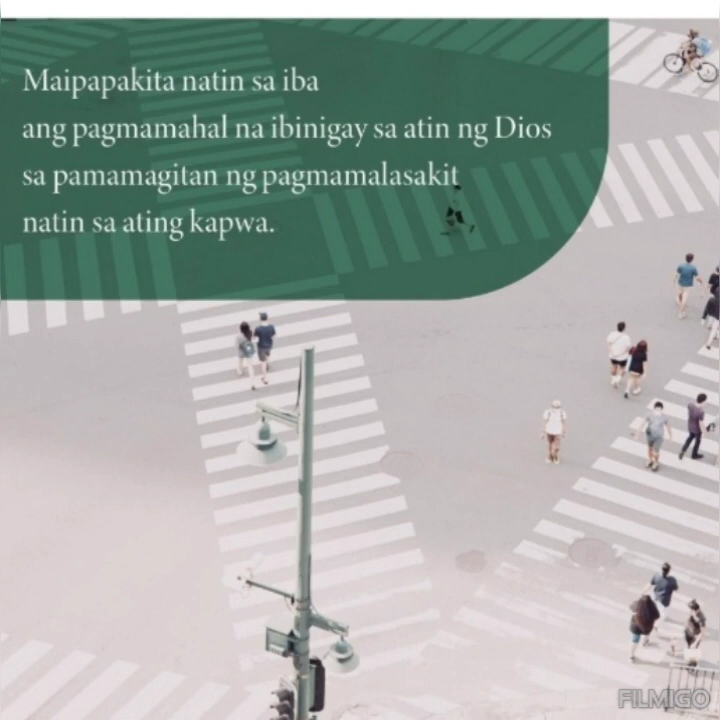 Maipapakita natin sa iba
ang pagmamahal na ibinigay sa atin ng Dios
sa pamamagitan ng pagmamalasakit
natin sa ating kapwa.
FILMIGO